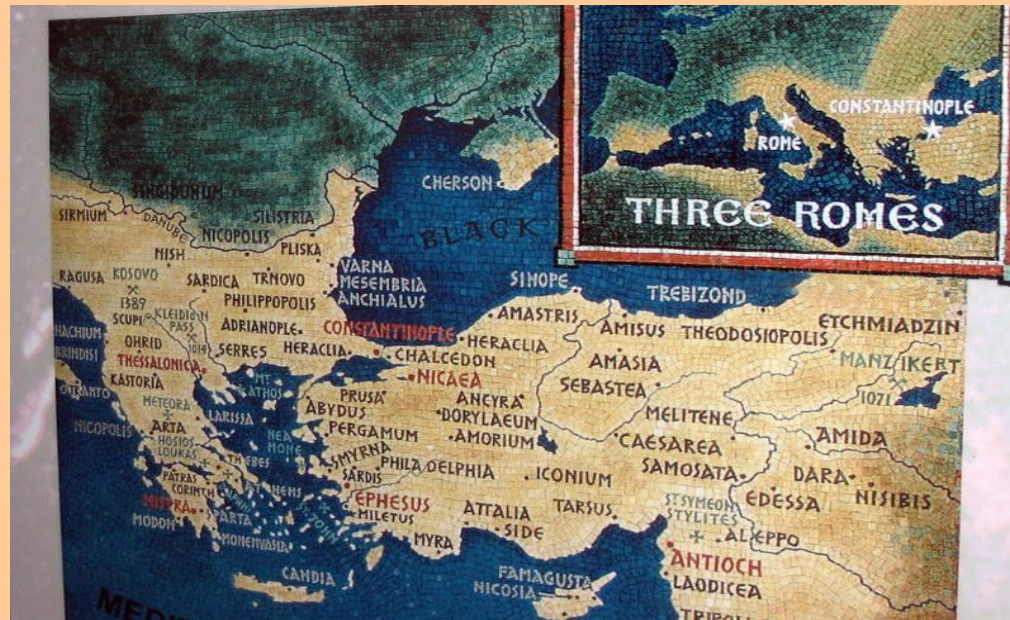 CONSTANTINOPLE
ROME
THREE ROMES
CHERSON
BLACK
SINGIDUNUM
SIRMIUM
DANUBE
SILISTRIA
NICOPOLIS
PLISKA
NISH
VARNA
MESEMBRIA
ANCHIALUS
RAGUSA
KOSOVO
1389
SARDICA
TRNOVO
PHILIPPOPOLIS
SINOPE
TREBIZOND
AMASTRIS
SCUPI
KLEIDION
PASS
1014
ADRIANOPLE
CONSTANTINOPLE
HERACLIA
AMISUS
THEODOSIOPOLIS
ETCHMIADZIN
HACHIUM
BRINDISI
OHRID
SERRES
HERACLIA
CHALCEDON
AMASIA
MANZIKERT
1071
THESSALONICA
NICAEA
SEBASTEA
OTRANTO
KASTORIA
MT
ATHOS
PRUSA
ANCYRA
METEORA
ABYDUS
DORYLAEUM
MELITENE
NICOPOLIS
ARTA
LARISSA
PERGAMUM
AMORIUM
CAESAREA
AMIDA
HOSIOS
LOUKAS
NEA
MONE
SMYRNA
THEBES
SARDIS
PHILADELPHIA
ICONIUM
SAMOSATA
DARA
PATRAS
CORINTH
HENS
EPHESUS
ST SYMEON
STYLITES
EDESSA
NISIBIS
MISTRA
MILETUS
ATTALIA
TARSUS
MODON
SPARTA
SIDE
ALEPPO
MONEMVASIA
MYRA
ANTIOCH
CANDIA
FAMAGUSTA
NICOSIA
LAODICEA
TRIPOLI